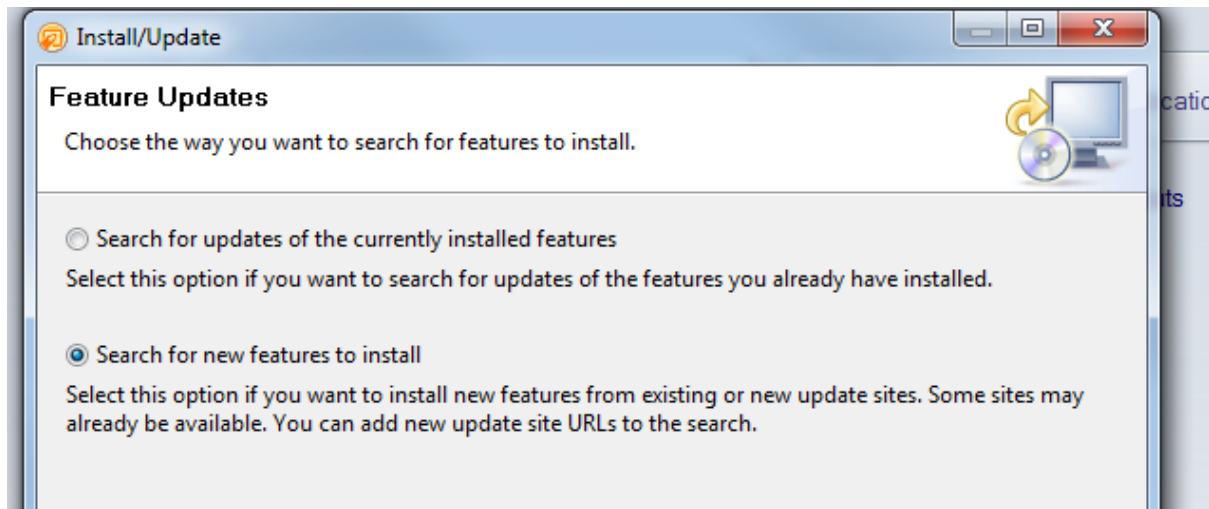 Install/Update
Feature Updates
Choose the way you want to search for features to install.
Search for updates of the currently installed features
Select this option if you want to search for updates of the features you already have installed.
Search for new features to install
Select this option if you want to install new features from existing or new update sites. Some sites may
already be available. You can add new update site URLs to the search.